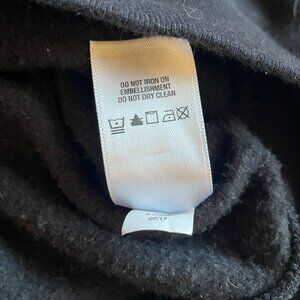 DO NOT IRON ON
EMBELLISHMENT
DO NOT DRY CLEAN
07/17